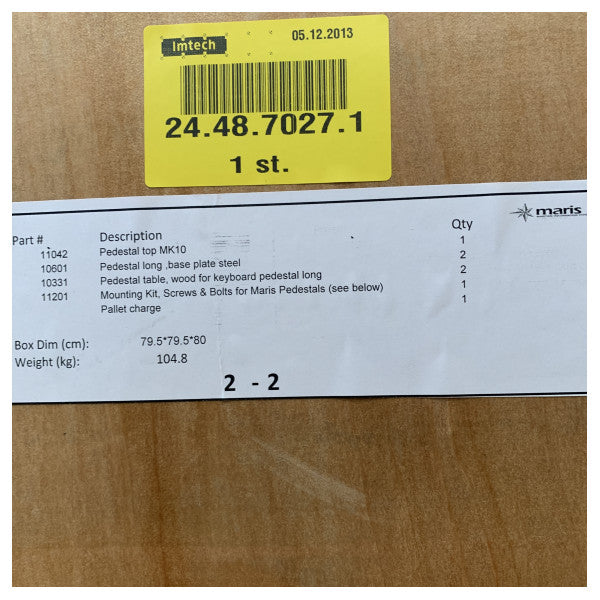 Imtech
05.12.2013
24.48.7027.1
1 st.
maris
Part # Description Qty
11042 Pedestal top MK10 1
10601 Pedestal long ,base plate steel 2
10331 Pedestal table, wood for keyboard pedestal long 2
11201 Mounting Kit, Screws & Bolts for Maris Pedestals (see below) 1
Pallet charge 1
Box Dim (cm): 79.5*79.5*80
Weight (kg): 104.8
2 - 2